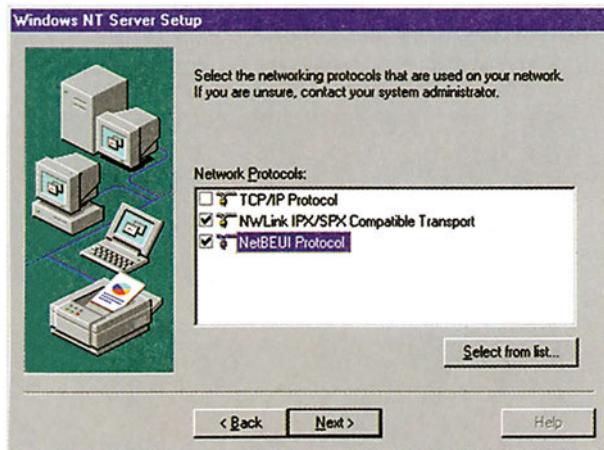 Windows NT Server Setup
Select the networking protocols that are used on your network.
If you are unsure, contact your system administrator.
Network Protocols:
TCP/IP Protocol
NWLink IPX/SPX Compatible Transport
NetBEUI Protocol
Select from list...
< Back
Next >
Help